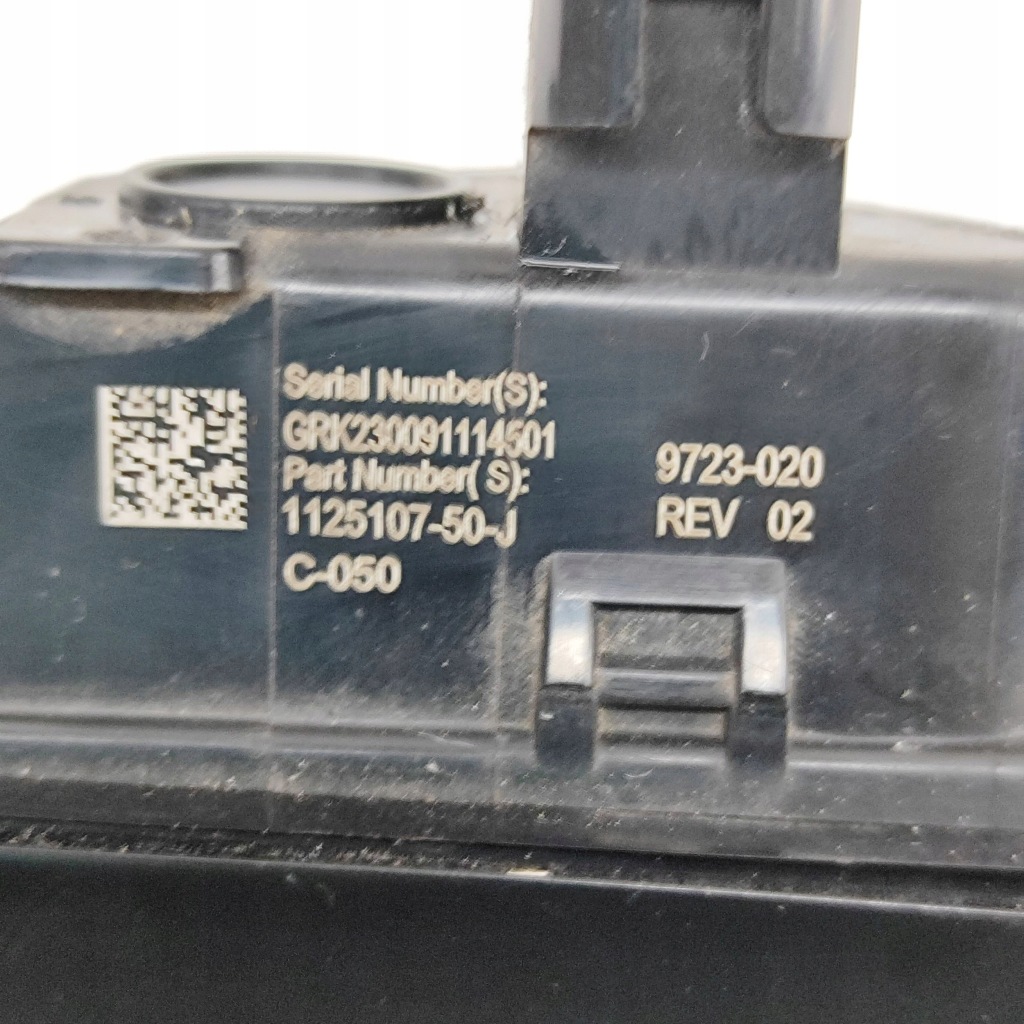 Serial Number(S):
GRK230091114501
Part Number( S):
1125107-50-J
C-050
9723-020
REV 02